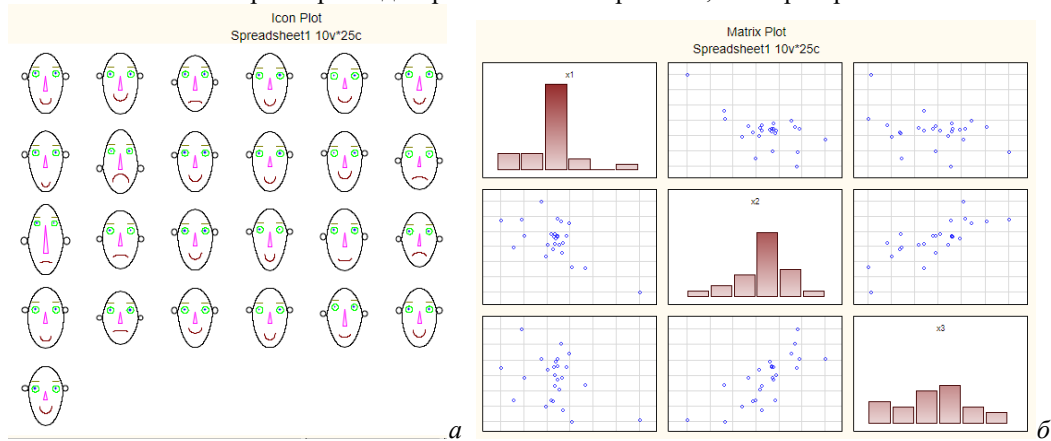 Icon Plot
Spreadsheet1 10v*25c
а
Matrix Plot
Spreadsheet1 10v*25c
x1
x2
x3
б